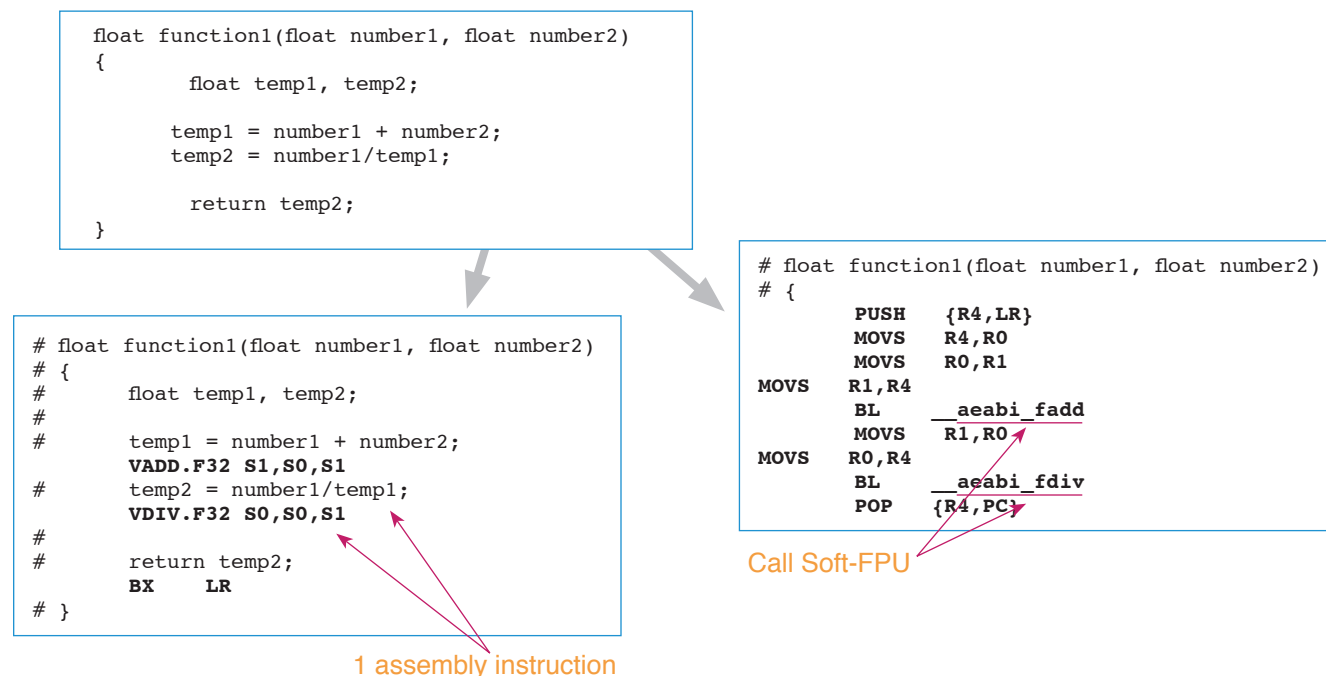 float function1(float number1, float number2)
{
float temp1, temp2;
temp1 = number1 + number2;
temp2 = number1/temp1;
return temp2;
}
# float function1(float number1, float number2)
# {
# float temp1, temp2;
#
# temp1 = number1 + number2;
VADD.F32 S1,S0,S1
# temp2 = number1/temp1;
VDIV.F32 S0,S0,S1
#
# return temp2;
BX LR
# }
1 assembly instruction
# float function1(float number1, float number2)
# {
PUSH {R4,LR}
MOVS R4,R0
MOVS R0,R1
MOVS R1,R4
BL __aeabi_fadd
MOVS R1,R0
MOVS R0,R4
BL __aeabi_fdiv
POP {R4,PC}
Call Soft-FPU